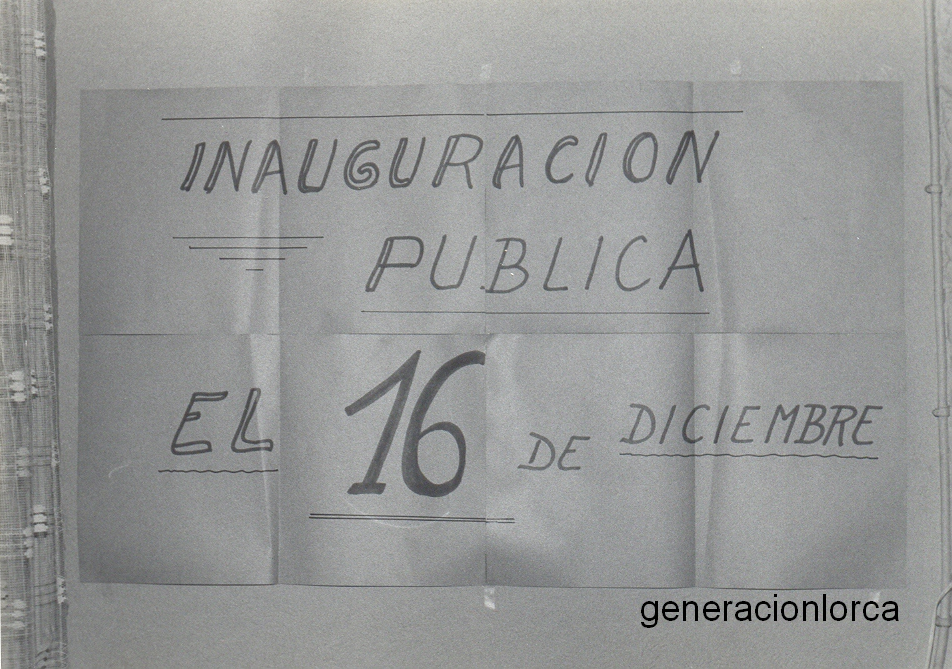 INAUGURACION
PUBLICA
EL 16 DE DICIEMBRE
generacionlorca